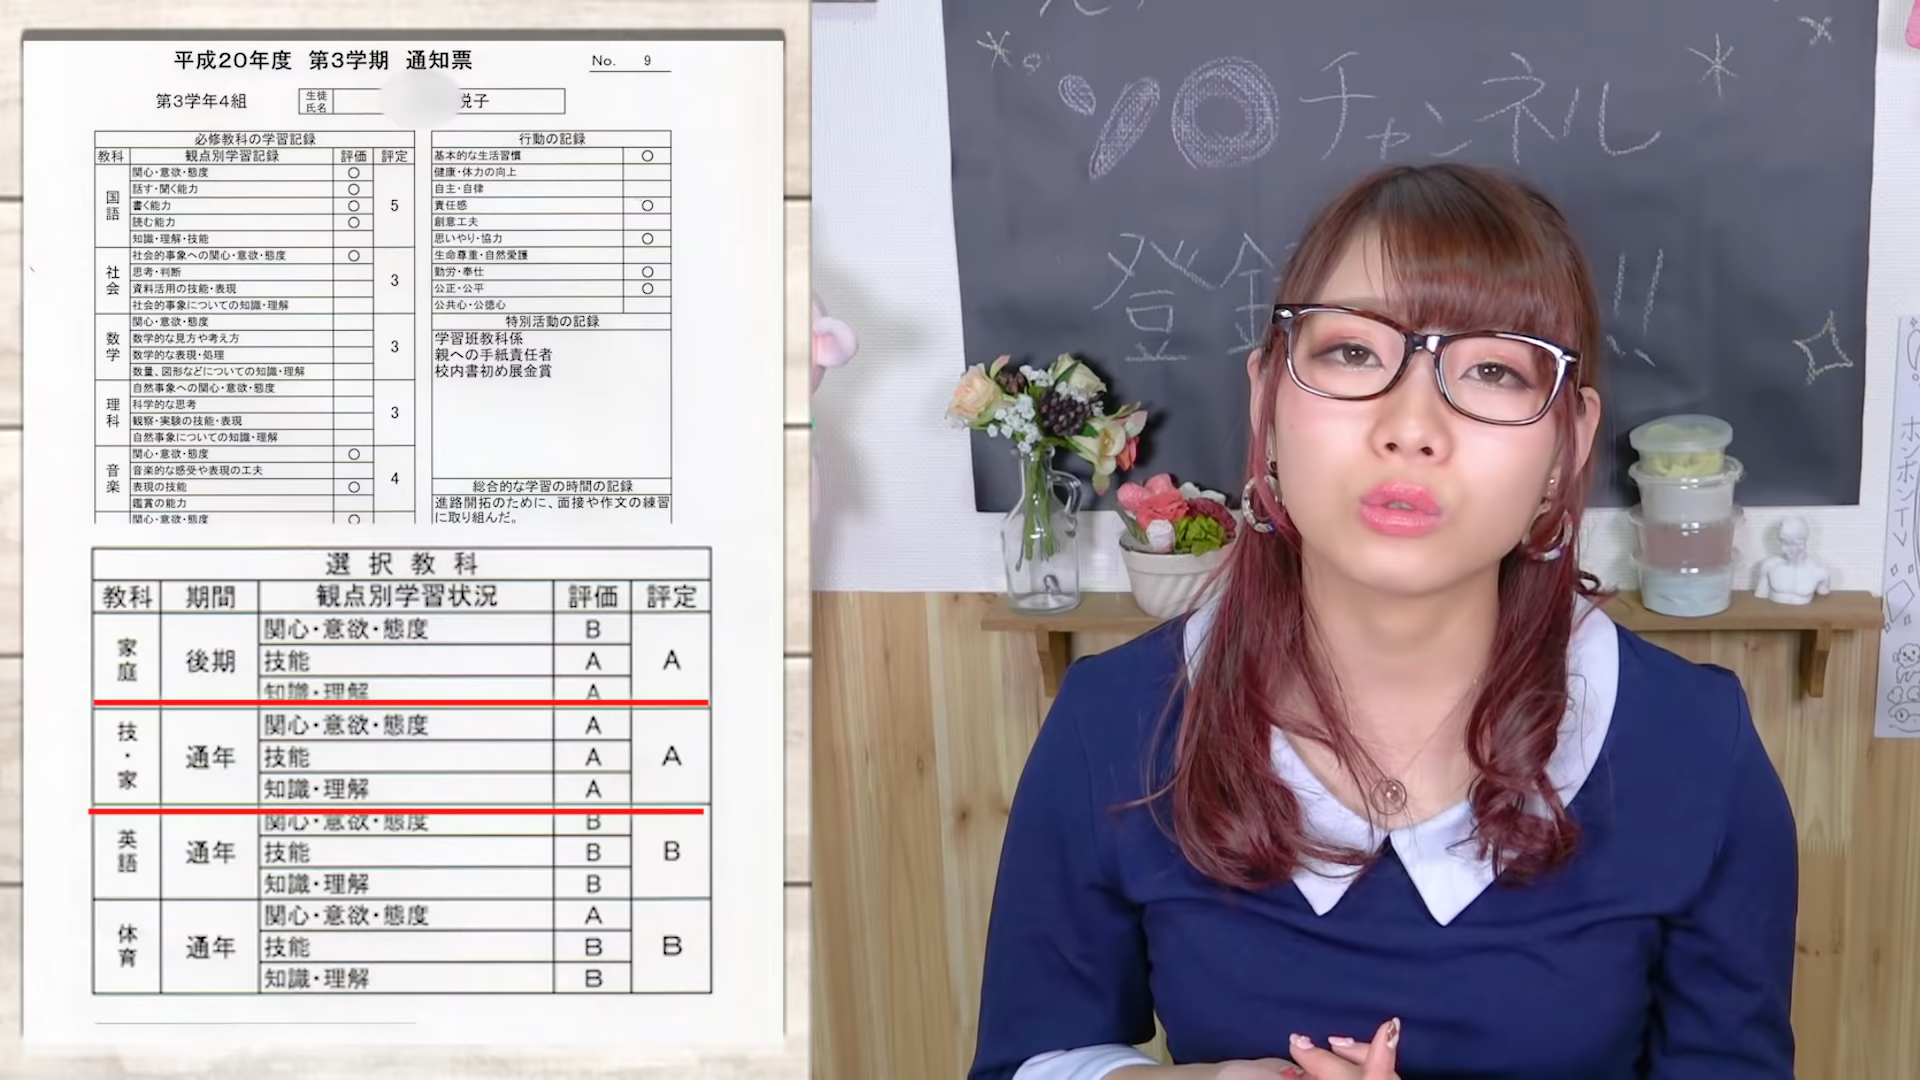 平成20年度 第3学期 通知票
No. 9
第3学年4組
生徒氏名 悦子
必修教科の学習記録
教科 観点別学習記録 評価 評定
国語 5
関心・意欲・態度 ○
話す・聞く能力 ○
書く能力 ○
読む能力 ○
知識・理解・技能
社会 3
社会的事象への関心・意欲・態度 ○
思考・判断
資料活用の技能・表現
社会的事象についての知識・理解
数学 3
関心・意欲・態度
数学的な見方や考え方
数学的な表現・処理
数量、図形などについての知識・理解
理科 3
自然事象への関心・意欲・態度
科学的な思考
観察・実験の技能・表現
自然事象についての知識・理解
音楽 4
関心・意欲・態度 ○
音楽的な感受や表現の工夫
表現の技能 ○
鑑賞の能力
関心・意欲・態度 ○
行動の記録
基本的な生活習慣 ○
健康・体力の向上
自主・自律
責任感 ○
創意工夫
思いやり・協力 ○
生命尊重・自然愛護
勤労・奉仕 ○
公正・公平 ○
公共心・公徳心
特別活動の記録
学習班教科係
親への手紙責任者
校内書初め展金賞
総合的な学習の時間の記録
進路開拓のために、面接や作文の練習
に取り組んだ。
選択教科
教科 期間 観点別学習状況 評価 評定
家庭 後期 A
関心・意欲・態度 B
技能 A
知識・理解 A
技・家 通年 A
関心・意欲・態度 A
技能 A
知識・理解 A
英語 通年 B
関心・意欲・態度 B
技能 B
知識・理解 B
体育 通年 B
関心・意欲・態度 A
技能 B
知識・理解 B
チャンネル
登録
!!
ホンポンTV